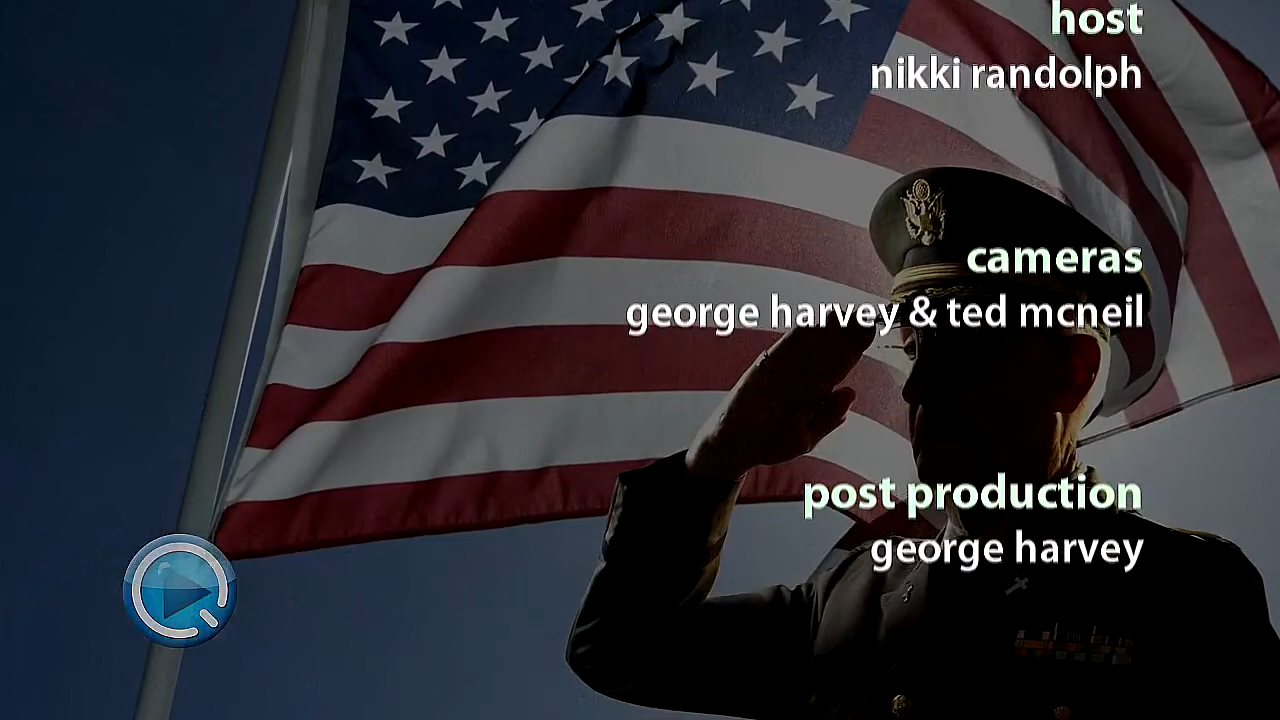 host
nikki randolph
cameras
george harvey & ted mcneil
post production
george harvey